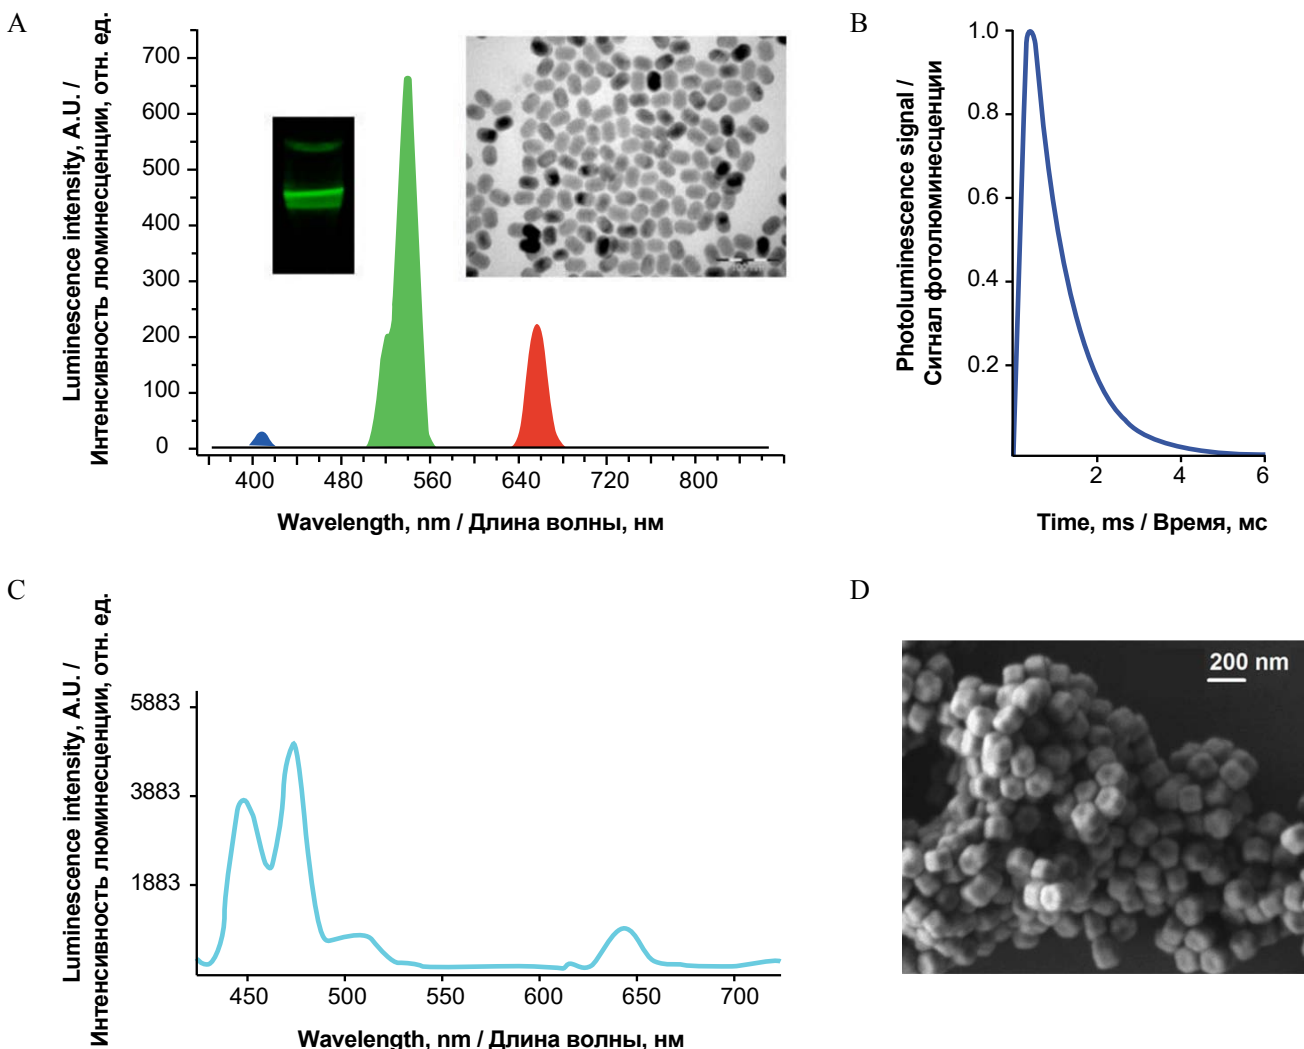 A
Luminescence intensity, A.U. /
Интенсивность люминесценции, отн. ед.
700
600
500
400
300
200
100
0
400
480
560
640
720
800
Wavelength, nm / Длина волны, нм
B
Photoluminescence signal /
Сигнал фотолюминесценции
1.0
0.8
0.6
0.4
0.2
2
4
6
Time, ms / Время, мс
C
Luminescence intensity, A.U. /
Интенсивность люминесценции, отн. ед.
5883
3883
1883
450
500
550
600
650
700
Wavelength, nm / Длина волны, нм
D
200 nm